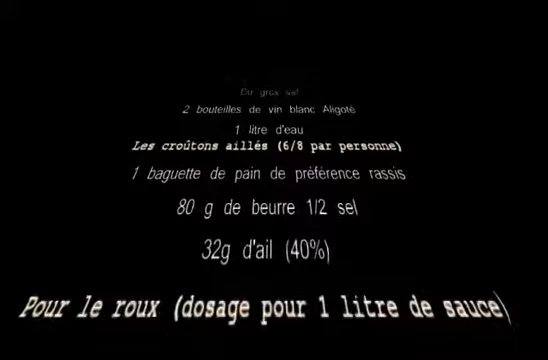 Du gros sel
2 bouteilles de vin blanc Aligoté
1 litre d'eau
Les croûtons aillés (6/8 par personne)
1 baguette de pain de préférence rassis
80 g de beurre 1/2 sel
32g d'ail (40%)
Pour le roux (dosage pour 1 litre de sauce)